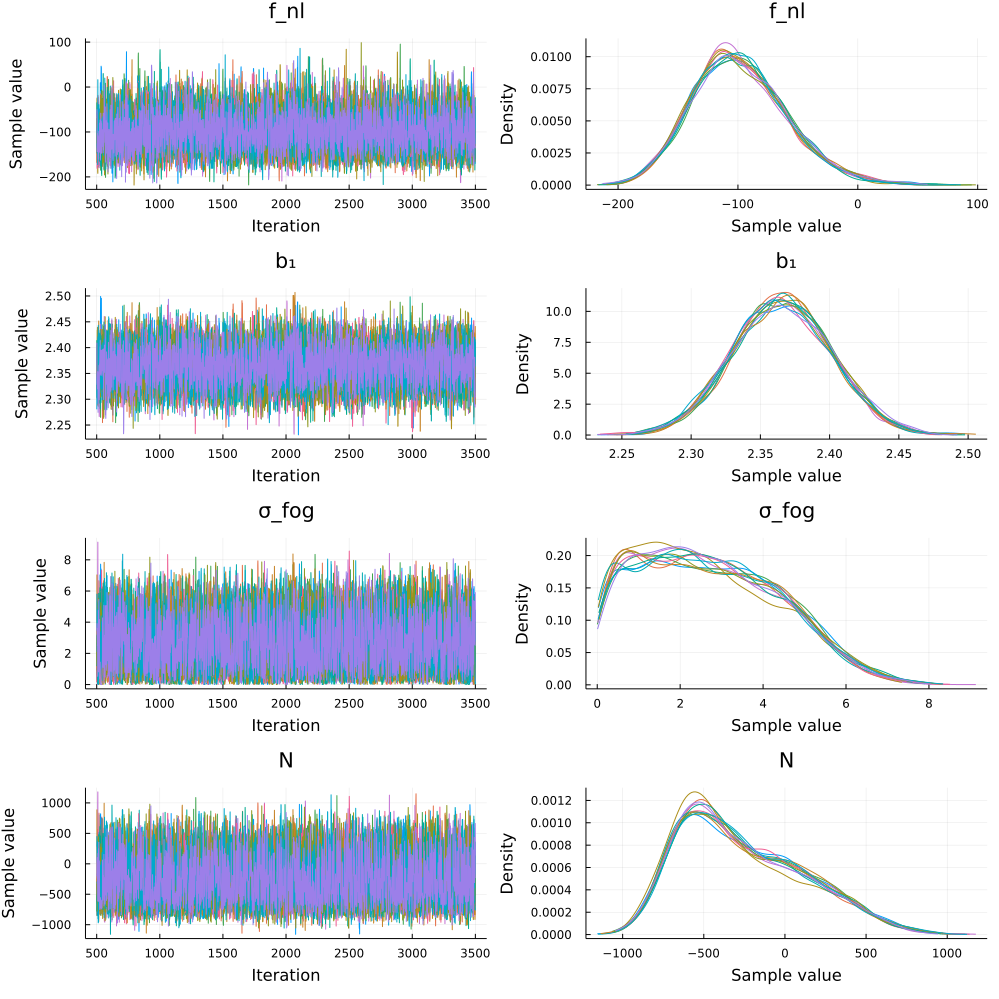 f_nl
f_nl
100
0
−100
−200
Sample value
500 1000 1500 2000 2500 3000 3500
Iteration
0.0100
0.0075
0.0050
0.0025
0.0000
Density
−200 −100 0 100
Sample value
b₁
b₁
2.50
2.45
2.40
2.35
2.30
2.25
Sample value
500 1000 1500 2000 2500 3000 3500
Iteration
10.0
7.5
5.0
2.5
0.0
Density
2.25 2.30 2.35 2.40 2.45 2.50
Sample value
σ_fog
σ_fog
8
6
4
2
0
Sample value
500 1000 1500 2000 2500 3000 3500
Iteration
0.20
0.15
0.10
0.05
0.00
Density
0 2 4 6 8
Sample value
N
N
1000
500
0
−500
−1000
Sample value
500 1000 1500 2000 2500 3000 3500
Iteration
0.0012
0.0010
0.0008
0.0006
0.0004
0.0002
0.0000
Density
−1000 −500 0 500 1000
Sample value